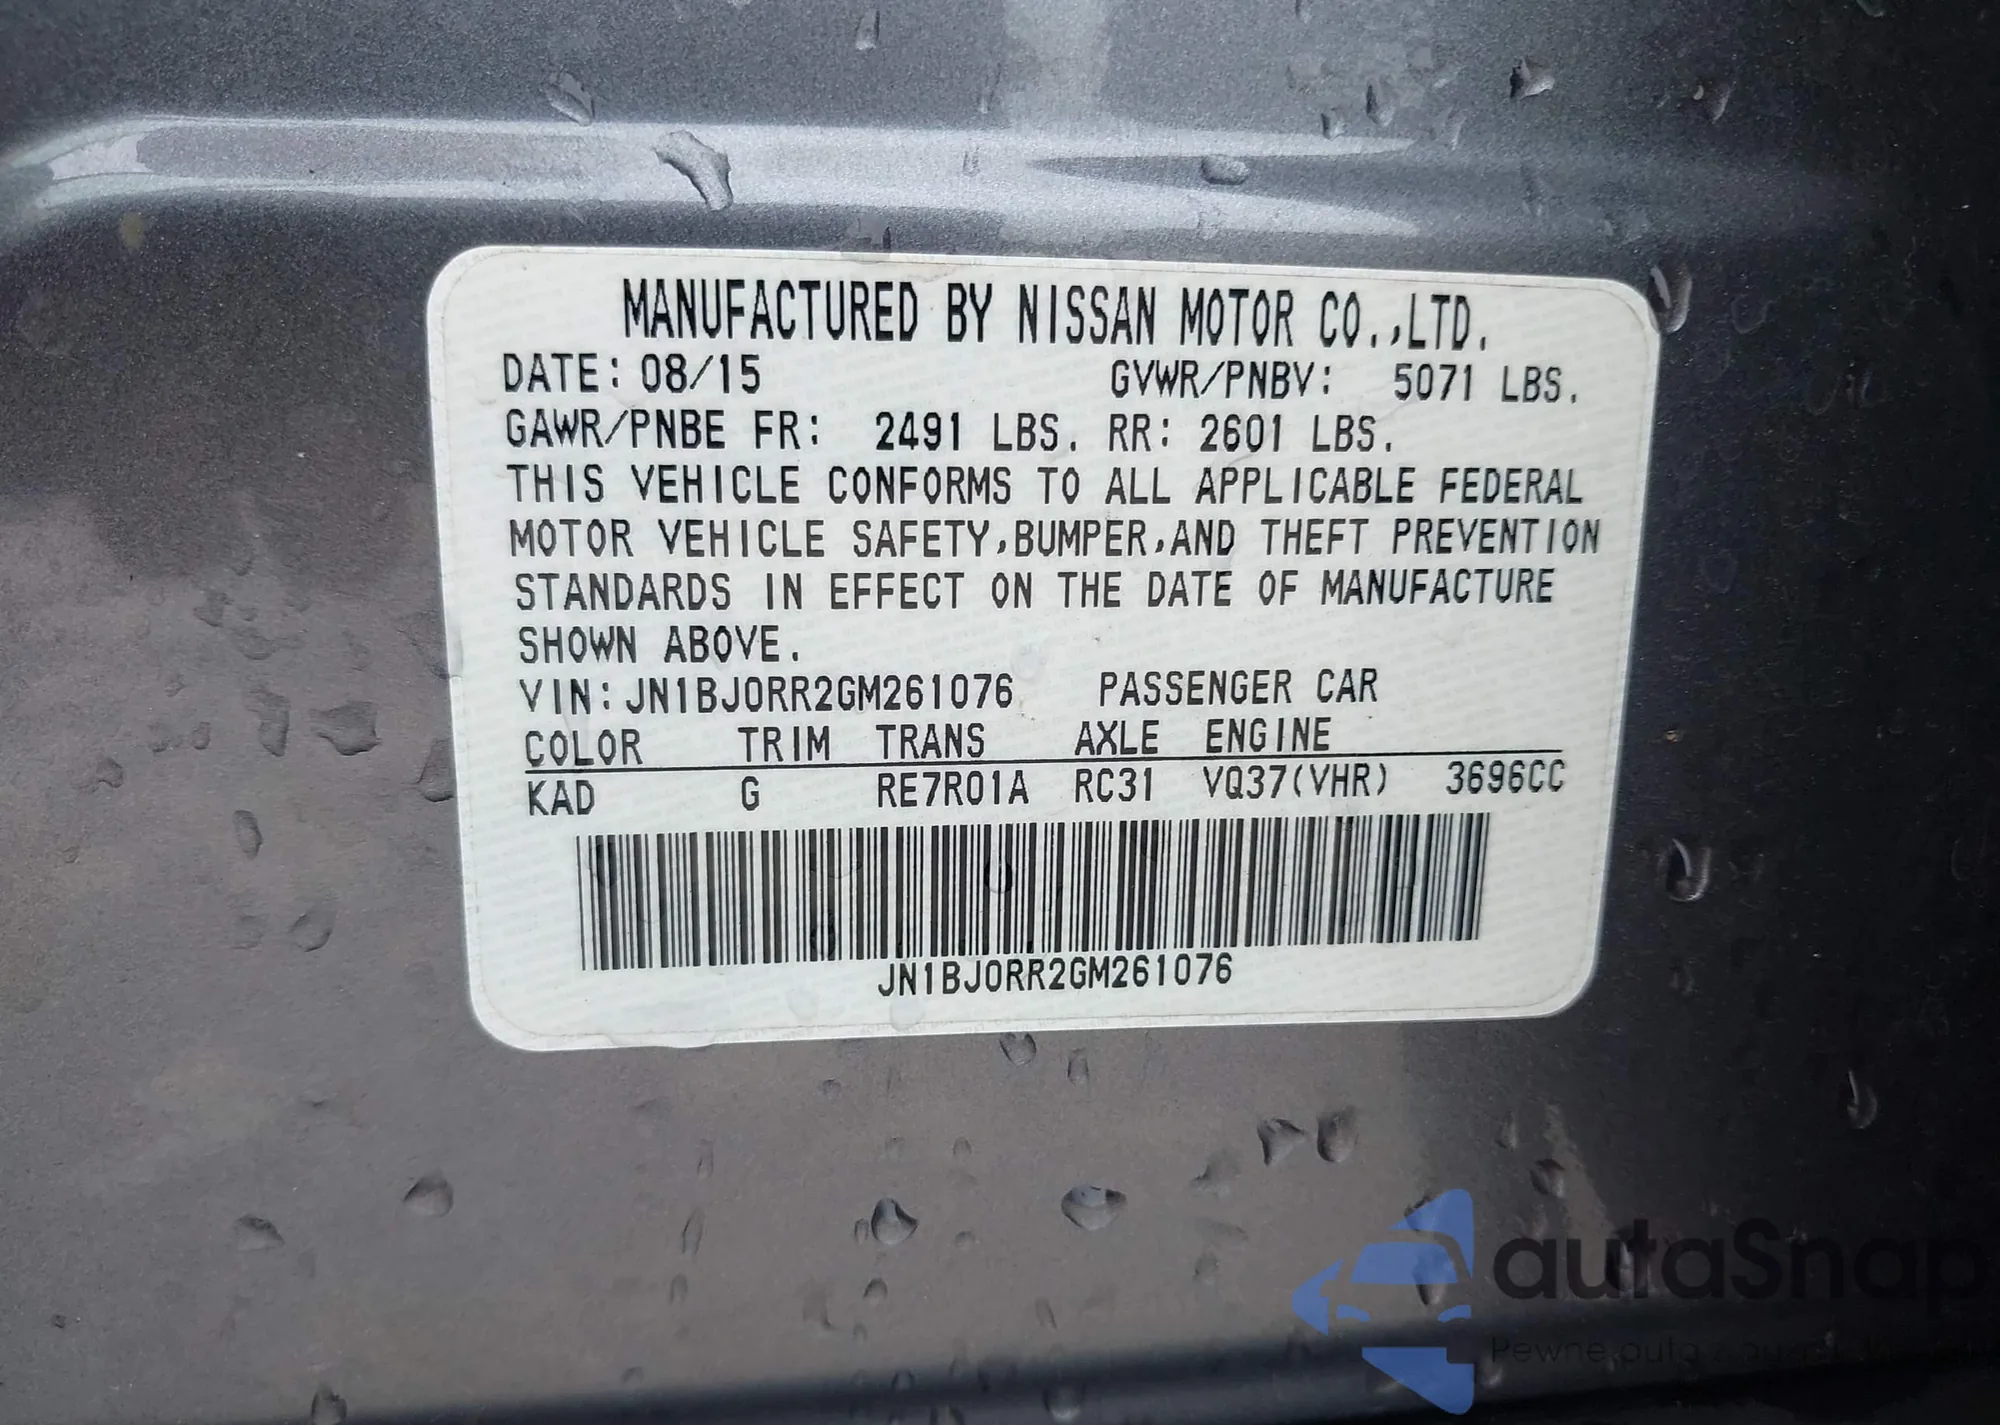 MANUFACTURED BY NISSAN MOTOR CO.,LTD.
DATE: 08/15 GVWR/PNBV: 5071 LBS.
GAWR/PNBE FR: 2491 LBS. RR: 2601 LBS.
THIS VEHICLE CONFORMS TO ALL APPLICABLE FEDERAL
MOTOR VEHICLE SAFETY,BUMPER,AND THEFT PREVENTION
STANDARDS IN EFFECT ON THE DATE OF MANUFACTURE
SHOWN ABOVE.
VIN: JN1BJ0RR2GM261076 PASSENGER CAR
COLOR TRIM TRANS AXLE ENGINE
KAD G RE7R01A RC31 VQ37(VHR) 3696CC
JN1BJ0RR2GM261076
autaSnap
Pewne auta z